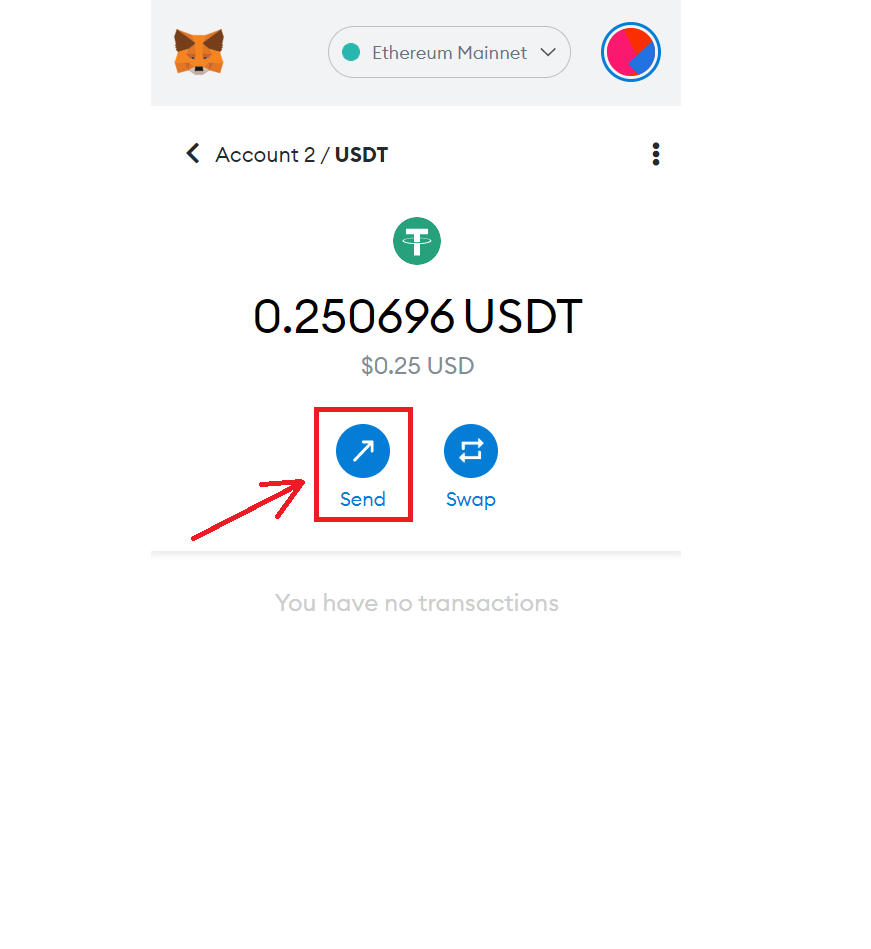 Ethereum Mainnet
Account 2 / USDT
0.250696 USDT
$0.25 USD
Send Swap
You have no transactions